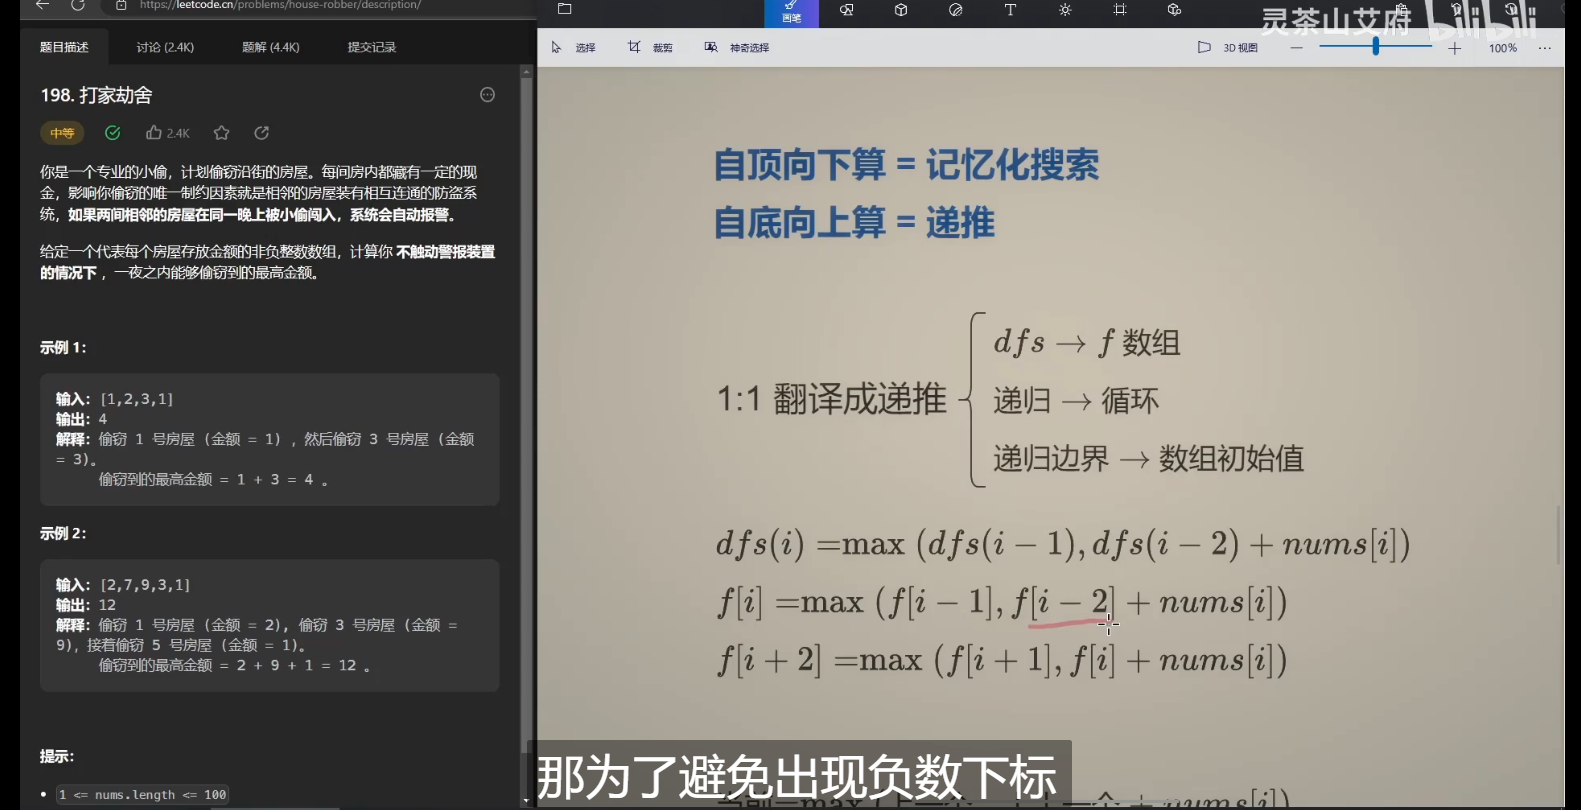 https://leetcode.cn/problems/house-robber/description/
题目描述
讨论 (2.4K)
题解 (4.4K)
提交记录
198. 打家劫舍
中等
2.4K
你是一个专业的小偷，计划偷窃沿街的房屋。每间房内都藏有一定的现
金，影响你偷窃的唯一制约因素就是相邻的房屋装有相互连通的防盗系
统，如果两间相邻的房屋在同一晚上被小偷闯入，系统会自动报警。
给定一个代表每个房屋存放金额的非负整数数组，计算你 不触动警报装置
的情况下 ，一夜之内能够偷窃到的最高金额。
示例 1：
输入：[1,2,3,1]
输出：4
解释：偷窃 1 号房屋 (金额 = 1) ，然后偷窃 3 号房屋 (金额
= 3)。
偷窃到的最高金额 = 1 + 3 = 4 。
示例 2：
输入：[2,7,9,3,1]
输出：12
解释：偷窃 1 号房屋 (金额 = 2), 偷窃 3 号房屋 (金额 =
9)，接着偷窃 5 号房屋 (金额 = 1)。
偷窃到的最高金额 = 2 + 9 + 1 = 12 。
提示：
1 <= nums.length <= 100
画笔
灵茶山艾府
bilibili
选择
裁剪
神奇选择
3D 视图
100%
自顶向下算 = 记忆化搜索
自底向上算 = 递推
1:1 翻译成递推
dfs → f 数组
递归 → 循环
递归边界 → 数组初始值
dfs(i) =max (dfs(i − 1), dfs(i − 2) + nums[i])
f[i] =max (f[i − 1], f[i − 2] + nums[i])
f[i + 2] =max (f[i + 1], f[i] + nums[i])
那为了避免出现负数下标